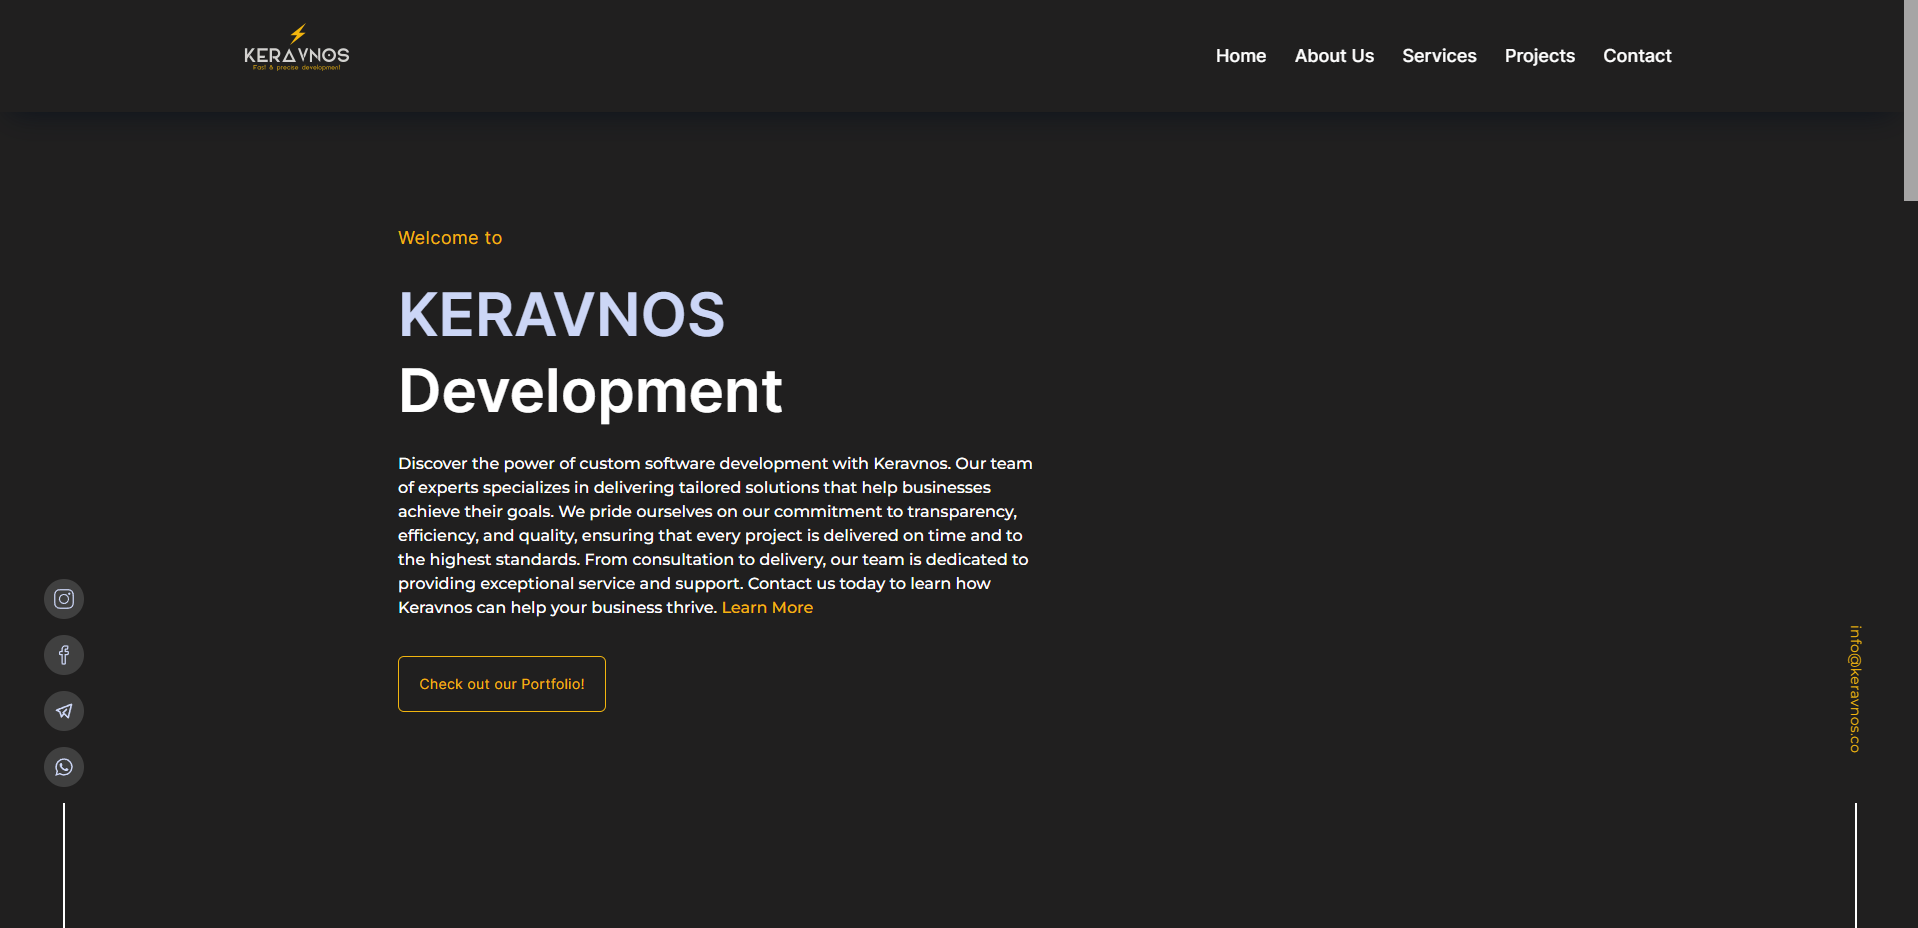 KERAVNOS
Fast & precise development
Home
About Us
Services
Projects
Contact
Welcome to
KERAVNOS
Development
Discover the power of custom software development with Keravnos. Our team
of experts specializes in delivering tailored solutions that help businesses
achieve their goals. We pride ourselves on our commitment to transparency,
efficiency, and quality, ensuring that every project is delivered on time and to
the highest standards. From consultation to delivery, our team is dedicated to
providing exceptional service and support. Contact us today to learn how
Keravnos can help your business thrive. Learn More
Check out our Portfolio!
info@keravnos.co